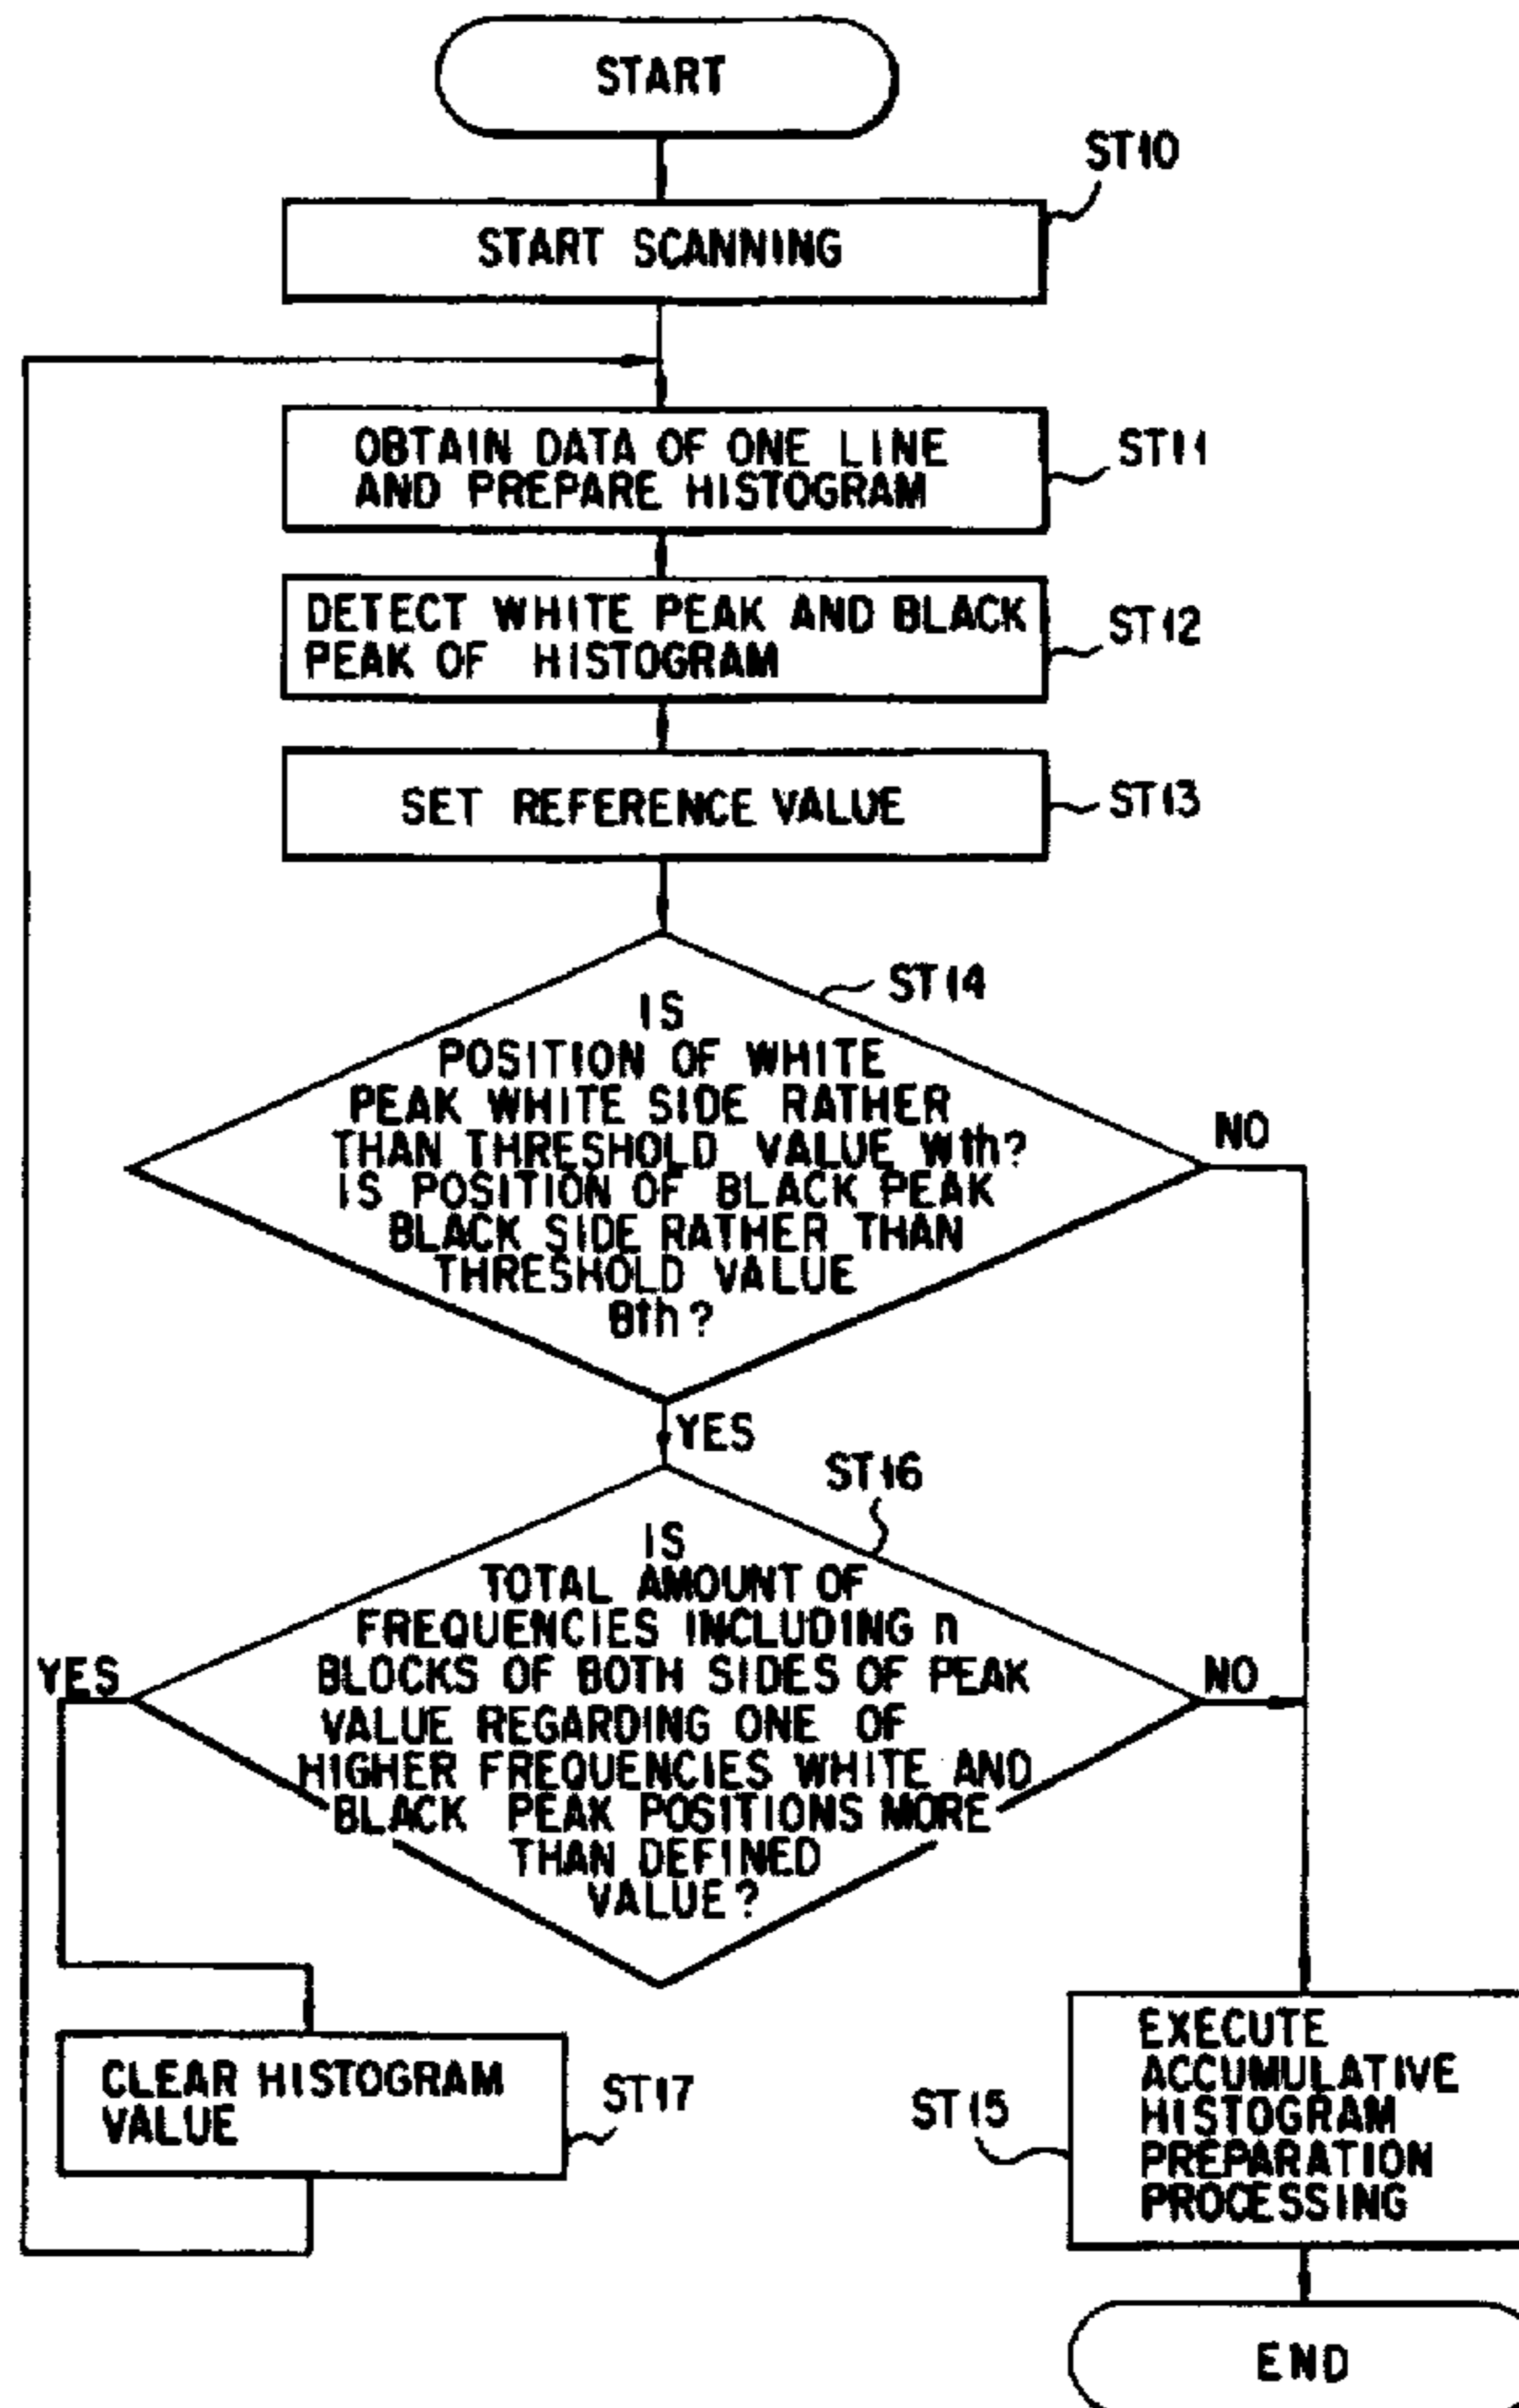 START
ST10
START SCANNING
OBTAIN DATA OF ONE LINE
AND PREPARE HISTOGRAM
ST11
DETECT WHITE PEAK AND BLACK
PEAK OF HISTOGRAM
ST12
SET REFERENCE VALUE
ST13
ST14
IS
POSITION OF WHITE
PEAK WHITE SIDE RATHER
THAN THRESHOLD VALUE Wth?
IS POSITION OF BLACK PEAK
BLACK SIDE RATHER THAN
THRESHOLD VALUE
Bth?
NO
YES
ST16
IS
TOTAL AMOUNT OF
FREQUENCIES INCLUDING n
BLOCKS OF BOTH SIDES OF PEAK
VALUE REGARDING ONE OF
HIGHER FREQUENCIES WHITE AND
BLACK PEAK POSITIONS MORE
THAN DEFINED
VALUE?
YES
NO
CLEAR HISTOGRAM
VALUE
ST17
ST15
EXECUTE
ACCUMULATIVE
HISTOGRAM
PREPARATION
PROCESSING
END